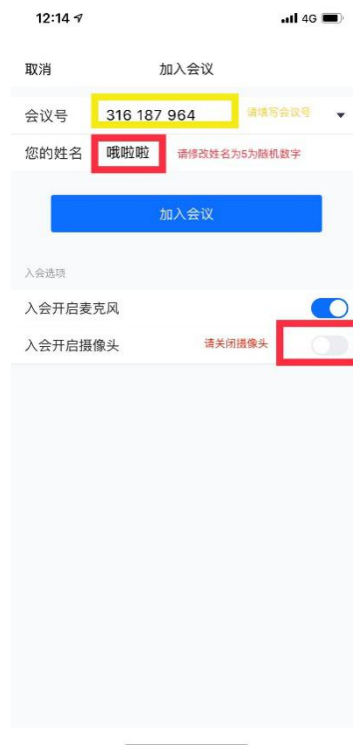 12:14 4G
取消 加入会议
会议号 316 187 964 请填写会议号
您的姓名 哦啦啦 请修改姓名为5为随机数字
加入会议
入会选项
入会开启麦克风
入会开启摄像头 请关闭摄像头